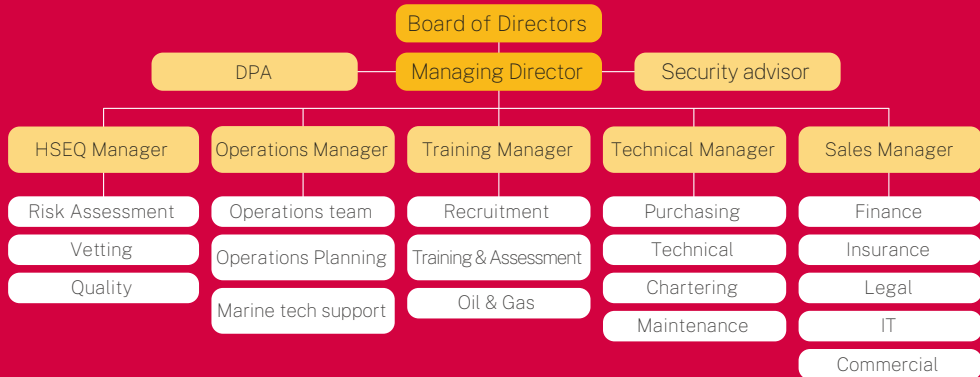 Board of Directors
DPA
Managing Director
Security advisor
HSEQ Manager
Operations Manager
Training Manager
Technical Manager
Sales Manager
Risk Assessment
Operations team
Recruitment
Purchasing
Finance
Vetting
Operations Planning
Training & Assessment
Technical
Insurance
Quality
Marine tech support
Oil & Gas
Chartering
Legal
Maintenance
IT
Commercial